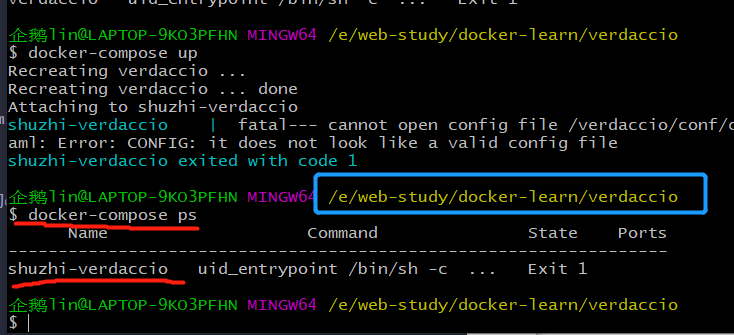 verdaccio   uid_entrypoint /bin/sh -c  ...   Exit 1
企鹅lin@LAPTOP-9KO3PFHN MINGW64 /e/web-study/docker-learn/verdaccio
$ docker-compose up
Recreating verdaccio ...
Recreating verdaccio ... done
Attaching to shuzhi-verdaccio
shuzhi-verdaccio    |  fatal--- cannot open config file /verdaccio/conf/c
aml: Error: CONFIG: it does not look like a valid config file
shuzhi-verdaccio exited with code 1
企鹅lin@LAPTOP-9KO3PFHN MINGW64 /e/web-study/docker-learn/verdaccio
$ docker-compose ps
Name                Command                State     Ports
-----------------------------------------------------------------
shuzhi-verdaccio   uid_entrypoint /bin/sh -c  ...   Exit 1
企鹅lin@LAPTOP-9KO3PFHN MINGW64 /e/web-study/docker-learn/verdaccio
$